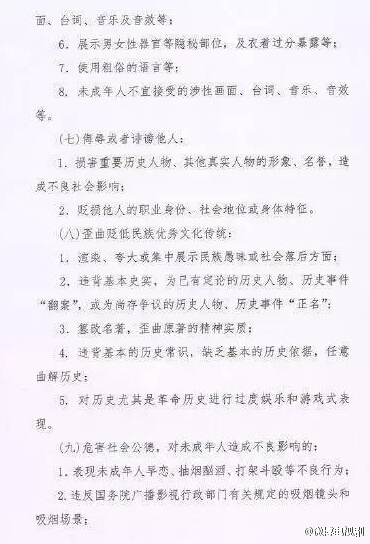 面、台词、音乐及音效等；
6．展示男女性器官等隐秘部位，及衣着过分暴露等；
7．使用粗俗的语言等；
8．未成年人不宜接受的涉性画面、台词、音乐、音效
等。
(七)侮辱或者诽谤他人：
1．损害重要历史人物、其他真实人物的形象、名誉，造
成不良社会影响；
2．贬损他人的职业身份、社会地位或身体特征。
(八)歪曲贬低民族优秀文化传统：
1．渲染、夸大或集中展示民族愚昧或社会落后方面；
2．违背基本史实，为已有定论的历史人物、历史事件
“翻案”，或为尚存争议的历史人物、历史事件“正名”；
3．篡改名著，歪曲原著的精神实质；
4．违背基本的历史常识，缺乏基本的历史依据，任意
曲解历史；
5．对历史尤其是革命历史进行过度娱乐和游戏式表
现。
(九)危害社会公德，对未成年人造成不良影响的：
1.表现未成年人早恋、抽烟酗酒、打架斗殴等不良行为；
2.违反国务院广播影视行政部门有关规定的吸烟镜头和
吸烟场景；